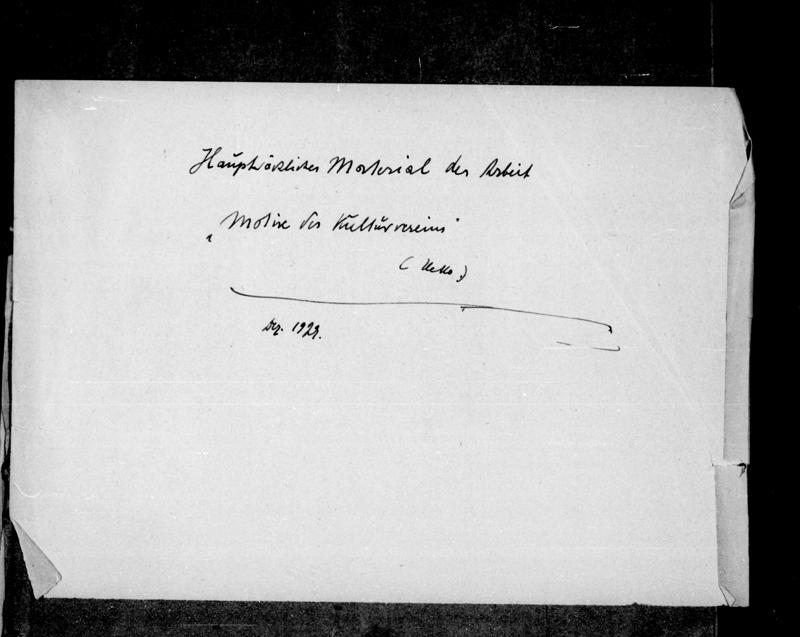 Hauptsächliches Material der Arbeit
„Motive des Kulturvereins"
Dez. 1929.